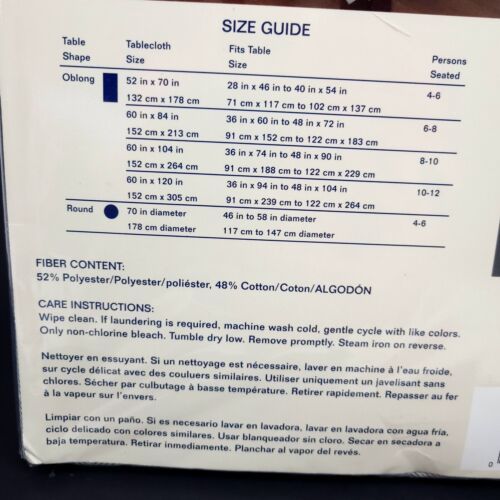 SIZE GUIDE
Table Shape Tablecloth Size Fits Table Size Persons Seated
Oblong 52 in x 70 in 28 in x 46 in to 40 in x 54 in 4-6
132 cm x 178 cm 71 cm x 117 cm to 102 cm x 137 cm
60 in x 84 in 36 in x 60 in to 48 in x 72 in 6-8
152 cm x 213 cm 91 cm x 152 cm to 122 cm x 183 cm
60 in x 104 in 36 in x 74 in to 48 in x 90 in 8-10
152 cm x 264 cm 91 cm x 188 cm to 122 cm x 229 cm
60 in x 120 in 36 in x 94 in to 48 in x 104 in 10-12
152 cm x 305 cm 91 cm x 239 cm to 122 cm x 264 cm
Round 70 in diameter 46 in to 58 in diameter 4-6
178 cm diameter 117 cm to 147 cm diameter
FIBER CONTENT:
52% Polyester/Polyester/poliéster, 48% Cotton/Coton/ALGODÓN
CARE INSTRUCTIONS:
Wipe clean. If laundering is required, machine wash cold, gentle cycle with like colors.
Only non-chlorine bleach. Tumble dry low. Remove promptly. Steam iron on reverse.
Nettoyer en essuyant. Si un nettoyage est nécessaire, laver en machine à l'eau froide,
sur cycle délicat avec des couluers similaires. Utiliser uniquement un javelisant sans
chlores. Sécher par culbutage à basse température. Retirer rapidement. Repasser au fer
à la vapeur sur l'envers.
Limpiar con un paño. Si es necesario lavar en lavadora, lavar en lavadora con agua fría,
ciclo delicado con colores similares. Usar blanqueador sin cloro. Secar en secadora a
baja temperatura. Retirar inmediatamente. Planchar al vapor del revés.
0